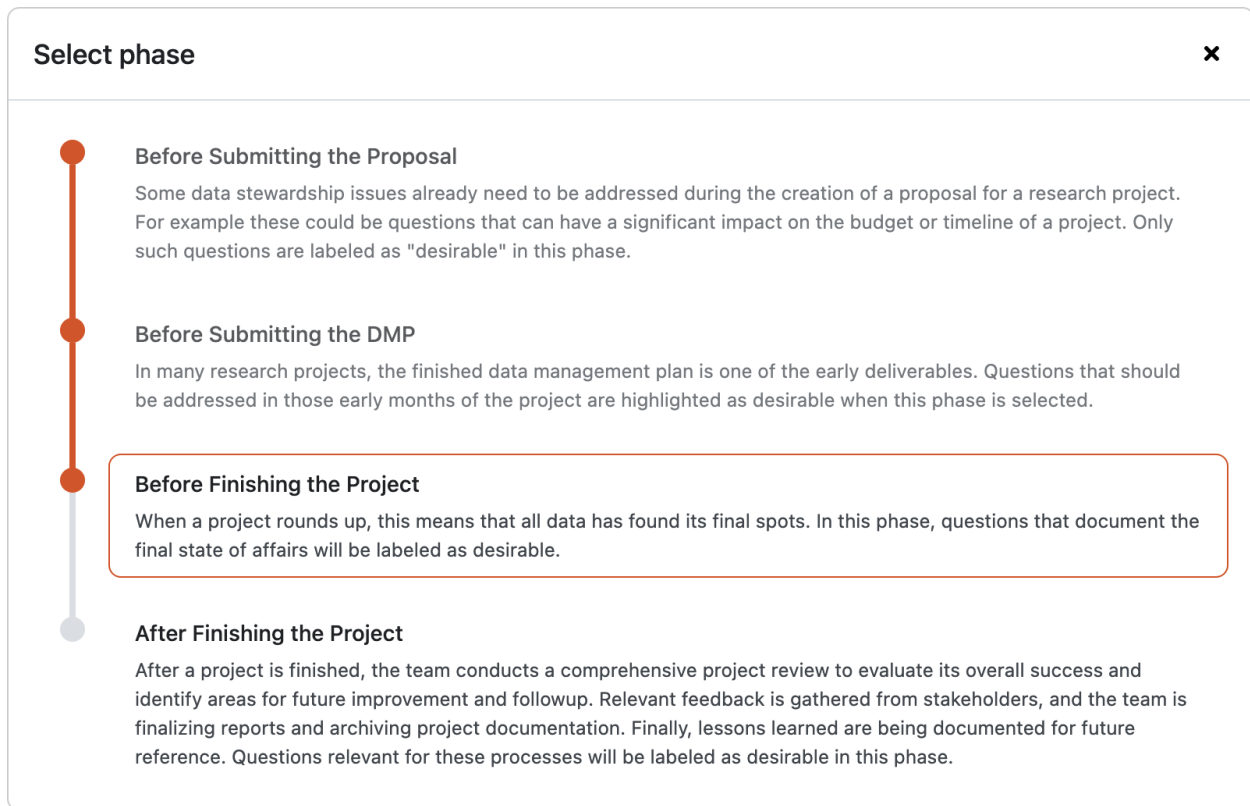 Select phase
Before Submitting the Proposal
Some data stewardship issues already need to be addressed during the creation of a proposal for a research project.
For example these could be questions that can have a significant impact on the budget or timeline of a project. Only
such questions are labeled as "desirable" in this phase.
Before Submitting the DMP
In many research projects, the finished data management plan is one of the early deliverables. Questions that should
be addressed in those early months of the project are highlighted as desirable when this phase is selected.
Before Finishing the Project
When a project rounds up, this means that all data has found its final spots. In this phase, questions that document the
final state of affairs will be labeled as desirable.
After Finishing the Project
After a project is finished, the team conducts a comprehensive project review to evaluate its overall success and
identify areas for future improvement and followup. Relevant feedback is gathered from stakeholders, and the team is
finalizing reports and archiving project documentation. Finally, lessons learned are being documented for future
reference. Questions relevant for these processes will be labeled as desirable in this phase.